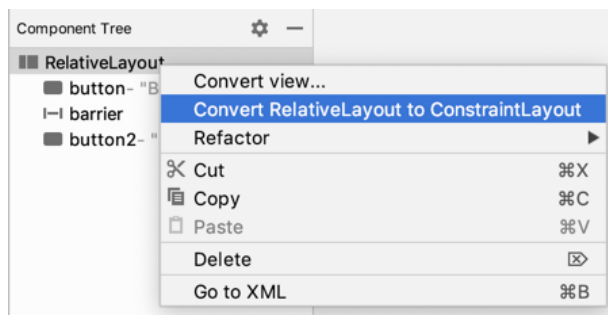 Component Tree
RelativeLayout
button- "B
barrier
button2- "
Convert view...
Convert RelativeLayout to ConstraintLayout
Refactor
Cut ⌘X
Copy ⌘C
Paste ⌘V
Delete ⌦
Go to XML ⌘B